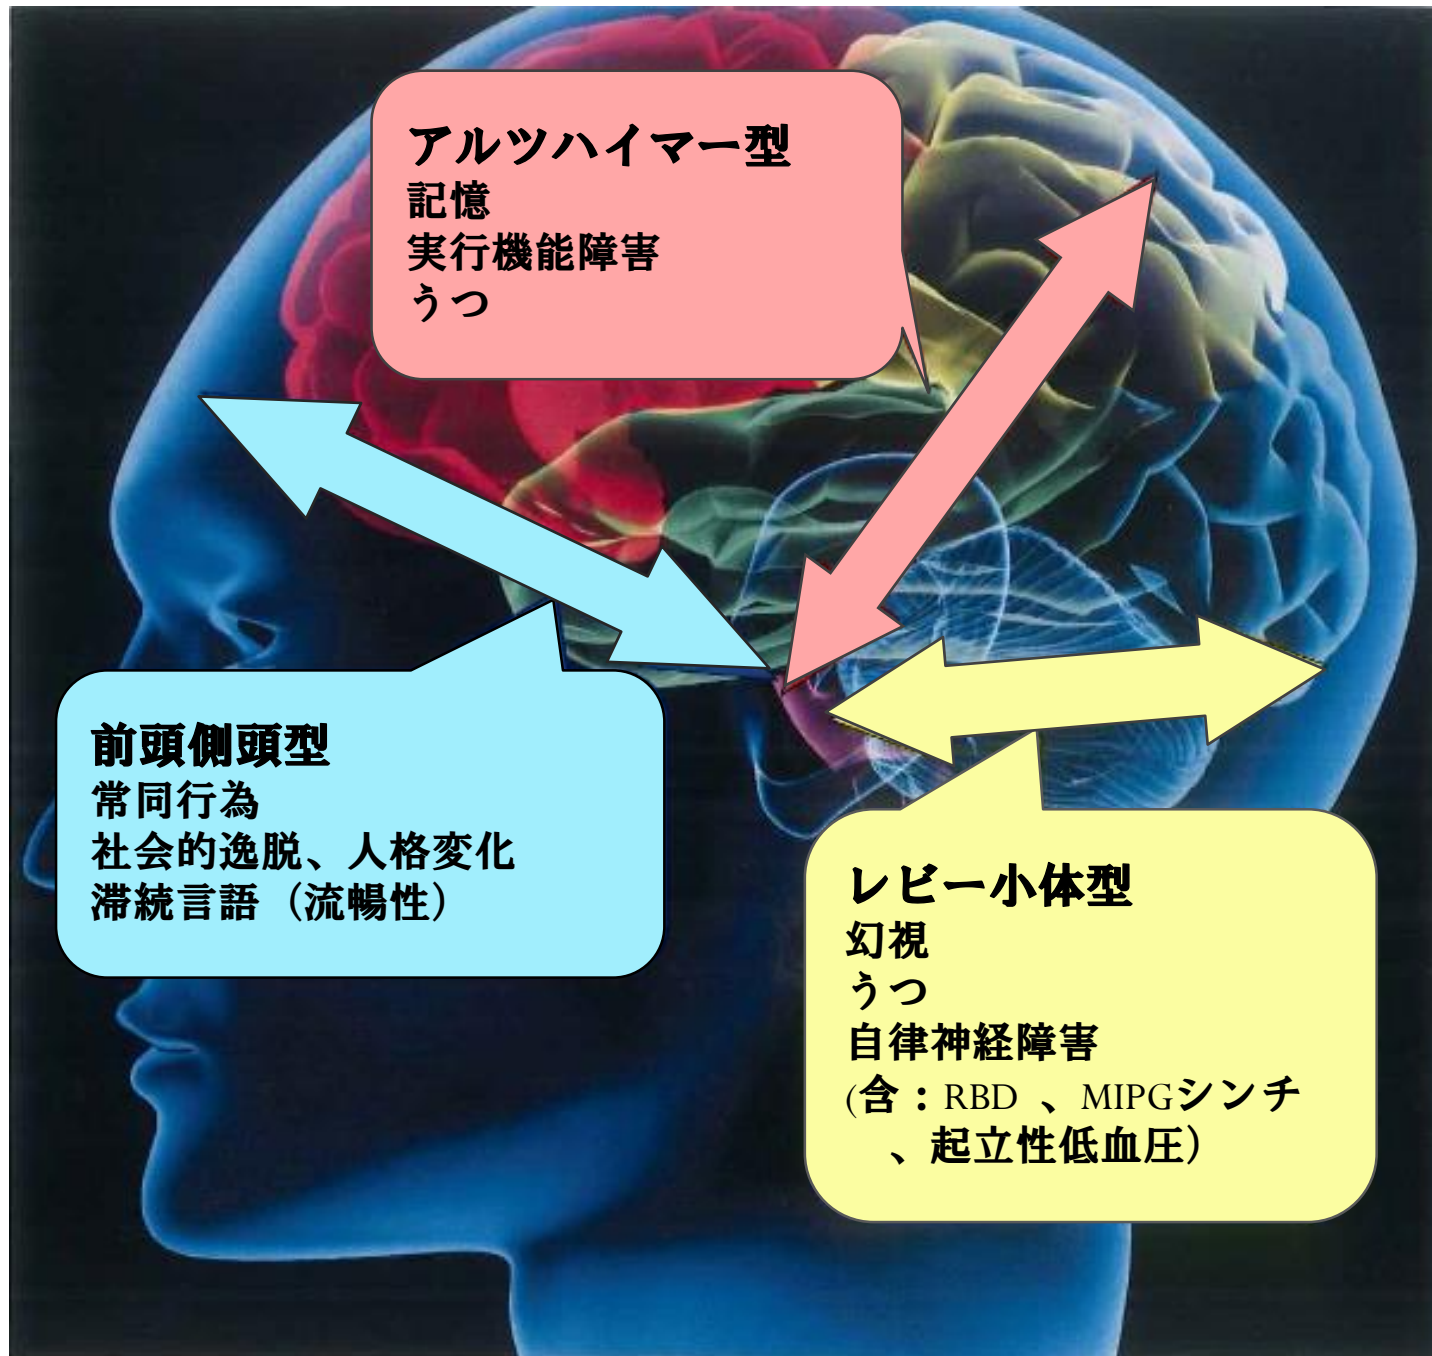 アルツハイマー型
記憶
実行機能障害
うつ
前頭側頭型
常同行為
社会的逸脱、人格変化
滞続言語（流暢性）
レビー小体型
幻視
うつ
自律神経障害
(含：RBD 、MIPGシンチ
、起立性低血圧）